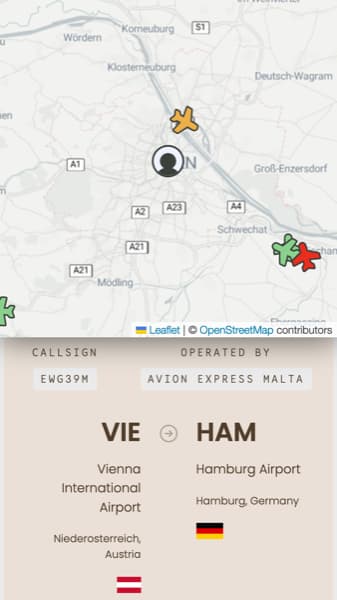 Korneuburg
S1
Wördern
Klosterneuburg
Deutsch-Wagram
A1
N
Groß-Enzersdorf
A2
A23
A4
A21
Schwechat
A21
Mödling
Leaflet | © OpenStreetMap contributors
CALLSIGN
OPERATED BY
EWG39M
AVION EXPRESS MALTA
VIE
HAM
Vienna
International
Airport
Hamburg Airport
Niederosterreich,
Austria
Hamburg, Germany